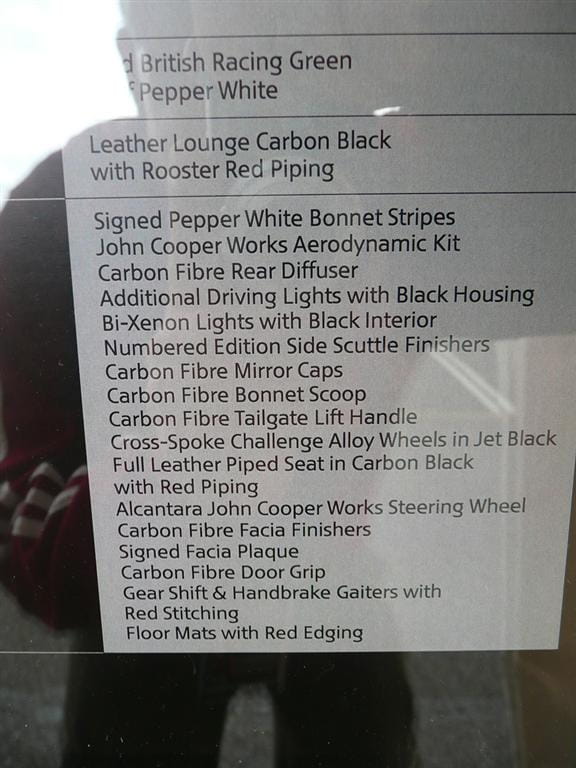 British Racing Green
Pepper White
Leather Lounge Carbon Black
with Rooster Red Piping
Signed Pepper White Bonnet Stripes
John Cooper Works Aerodynamic Kit
Carbon Fibre Rear Diffuser
Additional Driving Lights with Black Housing
Bi-Xenon Lights with Black Interior
Numbered Edition Side Scuttle Finishers
Carbon Fibre Mirror Caps
Carbon Fibre Bonnet Scoop
Carbon Fibre Tailgate Lift Handle
Cross-Spoke Challenge Alloy Wheels in Jet Black
Full Leather Piped Seat in Carbon Black
with Red Piping
Alcantara John Cooper Works Steering Wheel
Carbon Fibre Facia Finishers
Signed Facia Plaque
Carbon Fibre Door Grip
Gear Shift & Handbrake Gaiters with
Red Stitching
Floor Mats with Red Edging